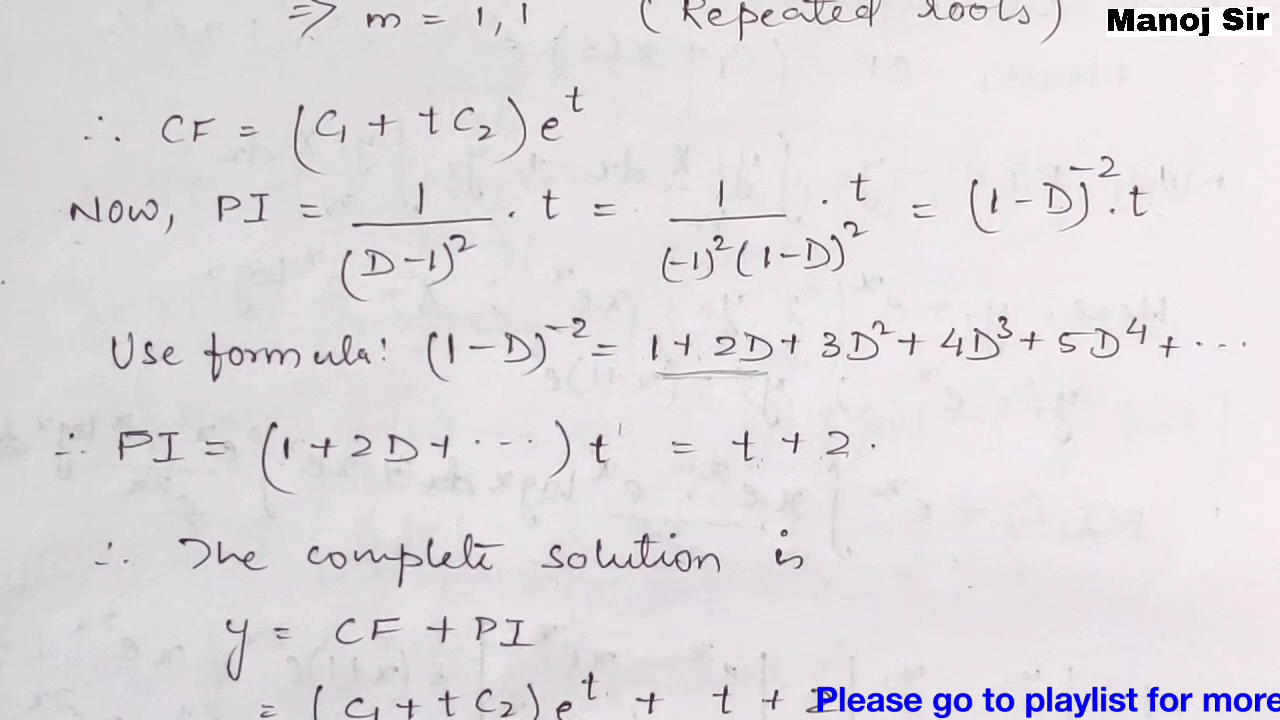 ⇒ m = 1, 1 (Repeated roots)
Manoj Sir
∴ CF = (C₁ + tC₂) eᵗ
Now, PI = 1/(D-1)² · t = 1/((-1)²(1-D)²) · t = (1-D)⁻² · t
Use formula: (1-D)⁻² = 1 + 2D + 3D² + 4D³ + 5D⁴ + ...
∴ PI = (1 + 2D + ...) t = t + 2.
∴ The complete solution is
y = CF + PI
= (C₁ + tC₂) eᵗ + t + 2
Please go to playlist for more